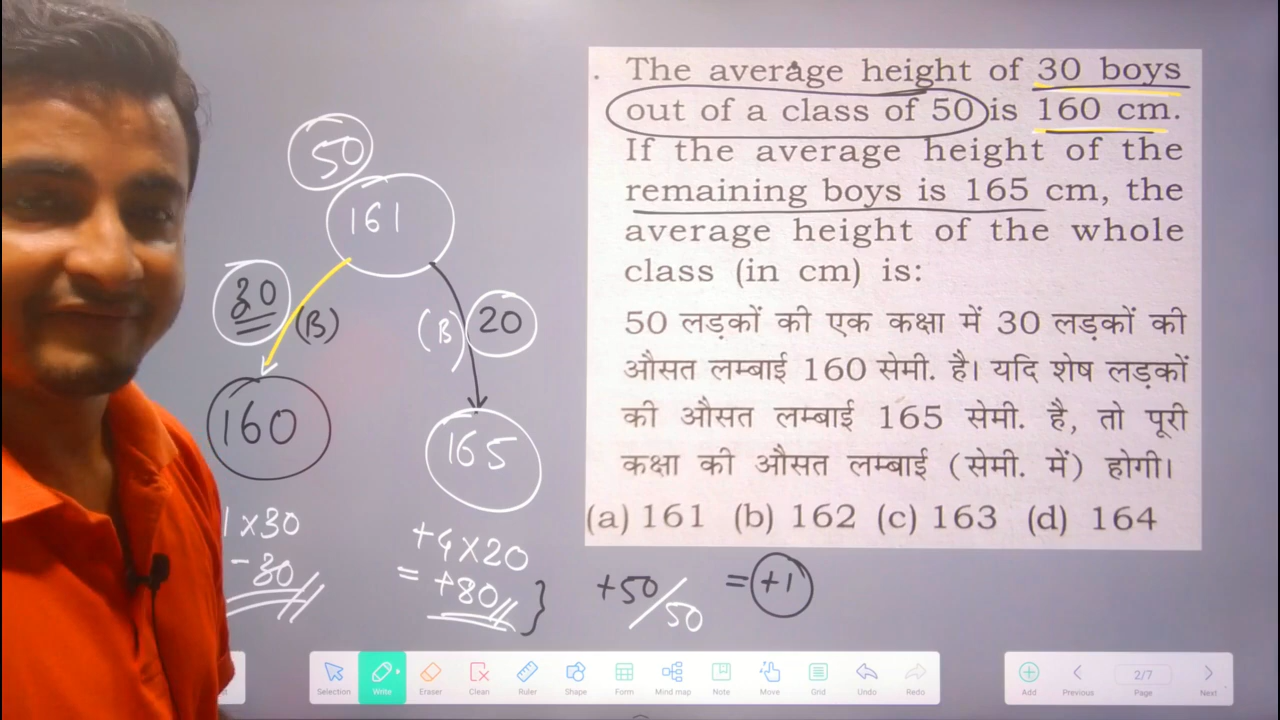 . The average height of 30 boys
out of a class of 50 is 160 cm.
If the average height of the
remaining boys is 165 cm, the
average height of the whole
class (in cm) is:
50 लड़कों की एक कक्षा में 30 लड़कों की
औसत लम्बाई 160 सेमी. है। यदि शेष लड़कों
की औसत लम्बाई 165 सेमी. है, तो पूरी
कक्षा की औसत लम्बाई (सेमी. में) होगी।
(a) 161 (b) 162 (c) 163 (d) 164
50
161
30 (B)
(B) 20
160
165
1 x 30
-30
+4 x 20
= +80
+50/50 = +1
Selection Write Eraser Clean Ruler Shape Form Mind map Note Move Grid Undo Redo
2/7
Add Previous Page Next